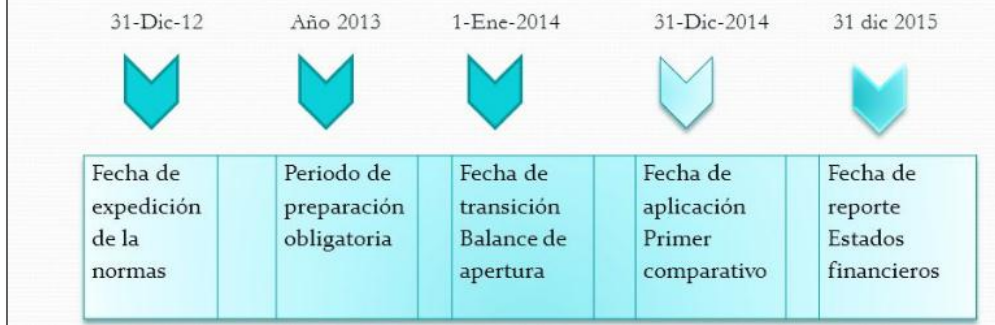 31-Dic-12
Año 2013
1-Ene-2014
31-Dic-2014
31 dic 2015
Fecha de
expedición
de la
normas
Periodo de
preparación
obligatoria
Fecha de
transición
Balance de
apertura
Fecha de
aplicación
Primer
comparativo
Fecha de
reporte
Estados
financieros